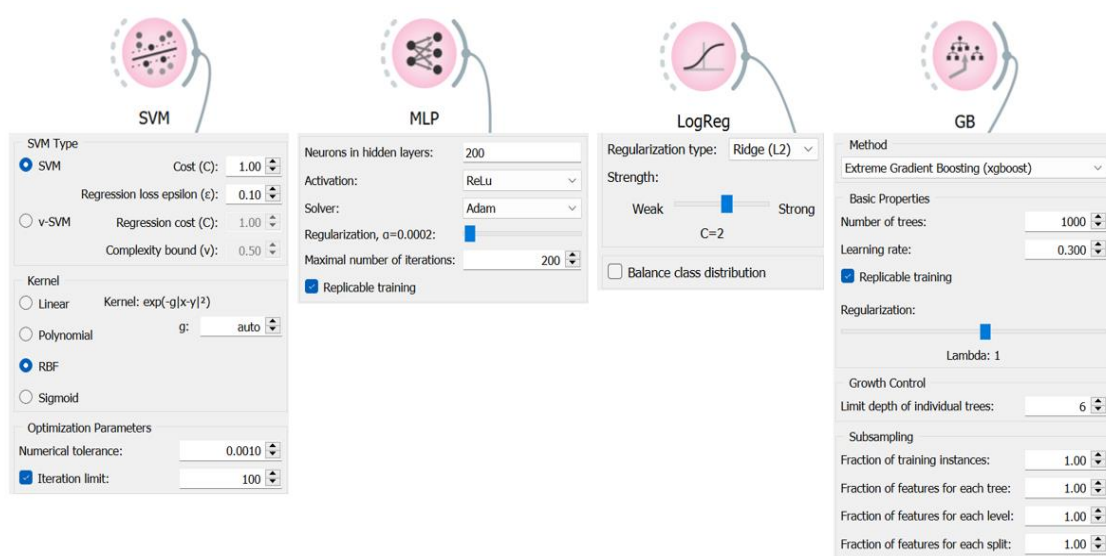 SVM
SVM Type
SVM Cost (C): 1.00
Regression loss epsilon (ε): 0.10
v-SVM Regression cost (C): 1.00
Complexity bound (v): 0.50
Kernel
Linear Kernel: exp(-g|x-y|²)
g: auto
Polynomial
RBF
Sigmoid
Optimization Parameters
Numerical tolerance: 0.0010
Iteration limit: 100
MLP
Neurons in hidden layers: 200
Activation: ReLu
Solver: Adam
Regularization, α=0.0002:
Maximal number of iterations: 200
Replicable training
LogReg
Regularization type: Ridge (L2)
Strength:
Weak Strong
C=2
Balance class distribution
GB
Method
Extreme Gradient Boosting (xgboost)
Basic Properties
Number of trees: 1000
Learning rate: 0.300
Replicable training
Regularization:
Lambda: 1
Growth Control
Limit depth of individual trees: 6
Subsampling
Fraction of training instances: 1.00
Fraction of features for each tree: 1.00
Fraction of features for each level: 1.00
Fraction of features for each split: 1.00